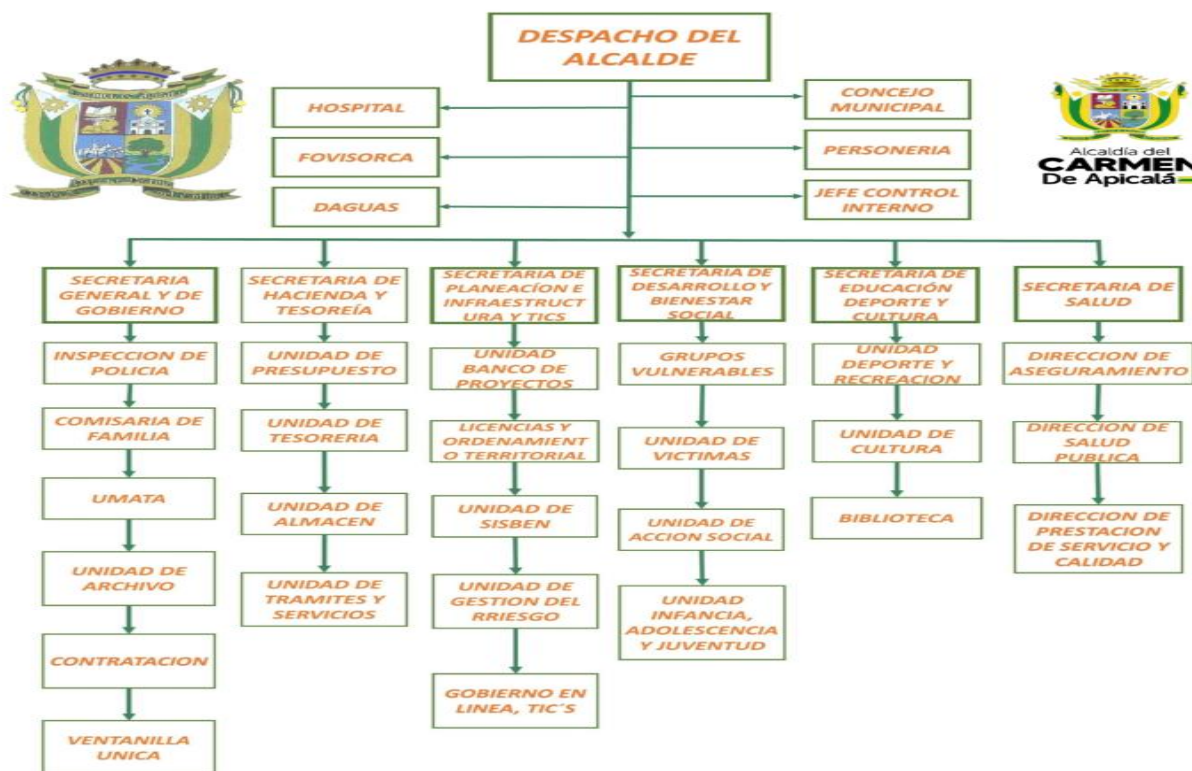 DESPACHO DEL
ALCALDE
HOSPITAL
CONCEJO
MUNICIPAL
FOVISORCA
PERSONERIA
DAGUAS
JEFE CONTROL
INTERNO
Alcaldía del
CARMEN
De Apicalá
SECRETARIA
GENERAL Y DE
GOBIERNO
INSPECCION DE
POLICIA
COMISARIA DE
FAMILIA
UMATA
UNIDAD DE
ARCHIVO
CONTRATACION
VENTANILLA
UNICA
SECRETARIA DE
HACIENDA Y
TESOREÍA
UNIDAD DE
PRESUPUESTO
UNIDAD DE
TESORERIA
UNIDAD DE
ALMACEN
UNIDAD DE
TRAMITES Y
SERVICIOS
SECRETARIA DE
PLANEACÍON E
INFRAESTRUCT
URA Y TICS
UNIDAD
BANCO DE
PROYECTOS
LICENCIAS Y
ORDENAMIENT
O TERRITORIAL
UNIDAD DE
SISBEN
UNIDAD DE
GESTION DEL
RRIESGO
GOBIERNO EN
LINEA, TIC´S
SECRETARIA DE
DESARROLLO Y
BIENESTAR
SOCIAL
GRUPOS
VULNERABLES
UNIDAD DE
VICTIMAS
UNIDAD DE
ACCION SOCIAL
UNIDAD
INFANCIA,
ADOLESCENCIA
Y JUVENTUD
SECRETARIA DE
EDUCACIÓN
DEPORTE Y
CULTURA
UNIDAD
DEPORTE Y
RECREACION
UNIDAD DE
CULTURA
BIBLIOTECA
SECRETARIA DE
SALUD
DIRECCION DE
ASEGURAMIENTO
DIRECCION DE
SALUD
PUBLICA
DIRECCION DE
PRESTACION
DE SERVICIO Y
CALIDAD